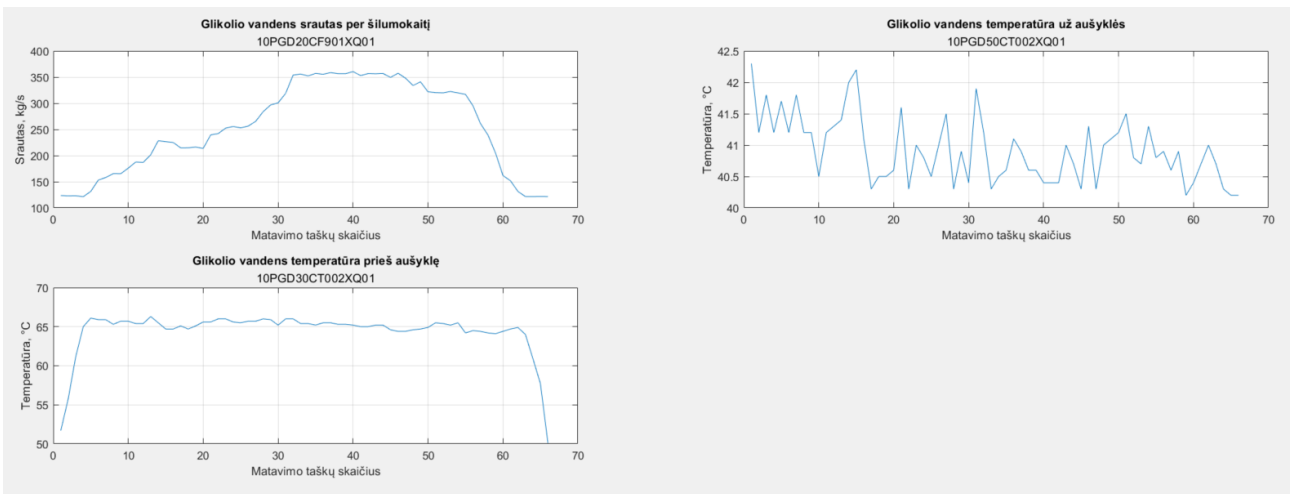 Glikolio vandens srautas per šilumokaitį
10PGD20CF901XQ01
400
350
300
250
200
150
100
Srautas, kg/s
0 10 20 30 40 50 60 70
Matavimo taškų skaičius
Glikolio vandens temperatūra už aušyklės
10PGD50CT002XQ01
42.5
42
41.5
41
40.5
40
Temperatūra, °C
0 10 20 30 40 50 60 70
Matavimo taškų skaičius
Glikolio vandens temperatūra prieš aušyklę
10PGD30CT002XQ01
70
65
60
55
50
Temperatūra, °C
0 10 20 30 40 50 60 70
Matavimo taškų skaičius